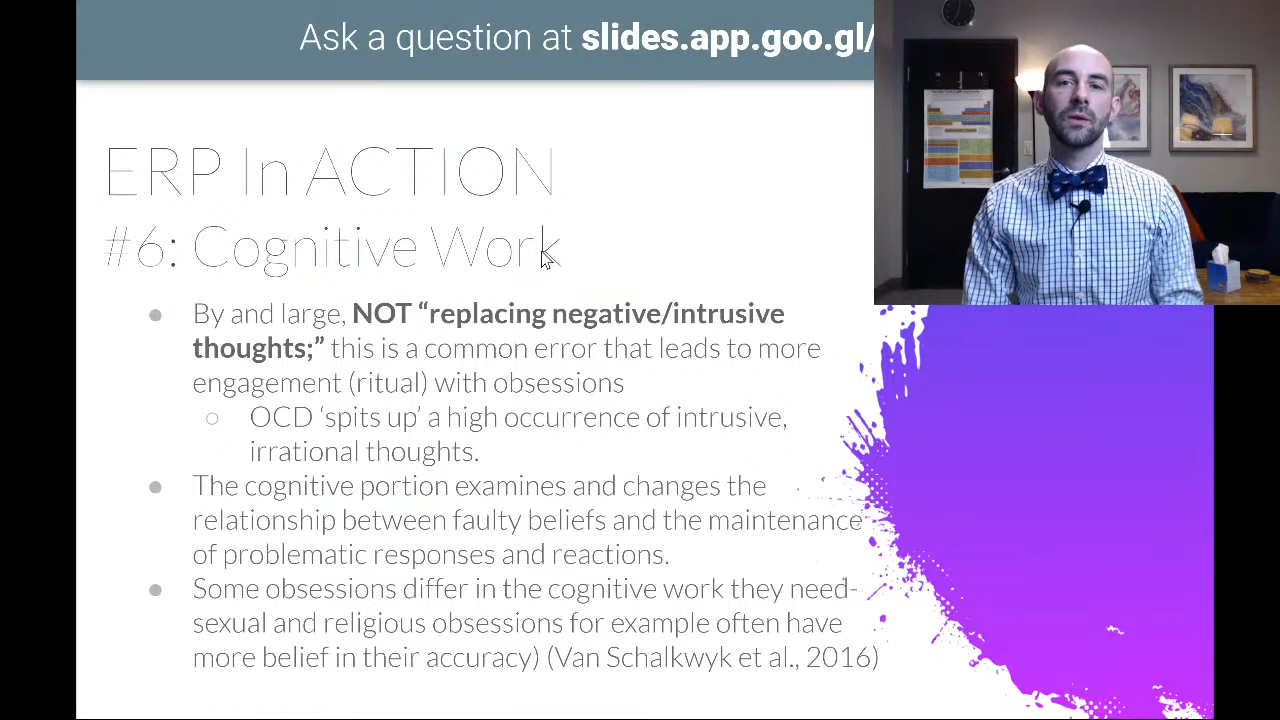 Ask a question at slides.app.goo.gl/
ERP in ACTION
#6: Cognitive Work
By and large, NOT “replacing negative/intrusive
thoughts;” this is a common error that leads to more
engagement (ritual) with obsessions
OCD ‘spits up’ a high occurrence of intrusive,
irrational thoughts.
The cognitive portion examines and changes the
relationship between faulty beliefs and the maintenance
of problematic responses and reactions.
Some obsessions differ in the cognitive work they need-
sexual and religious obsessions for example often have
more belief in their accuracy) (Van Schalkwyk et al., 2016)